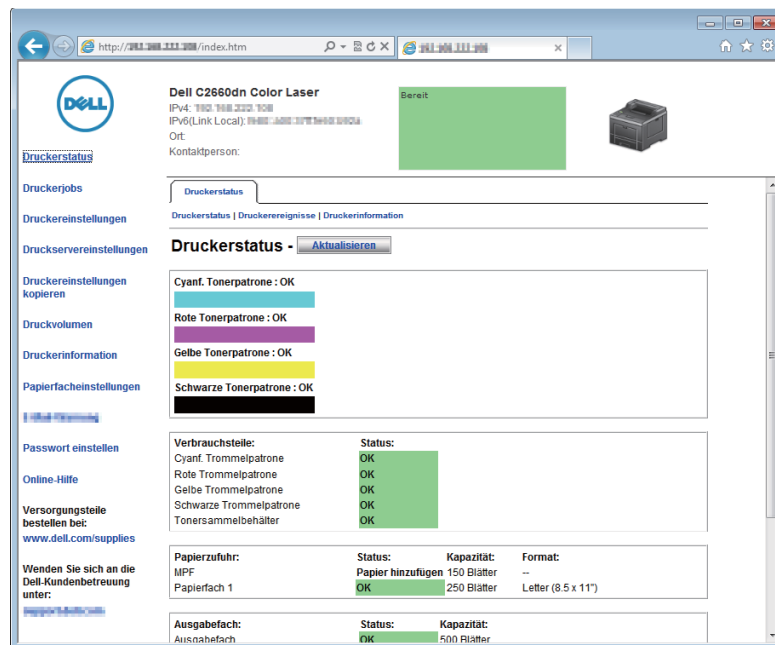 http:// /index.htm
DELL
Dell C2660dn Color Laser
IPv4:
IPv6(Link Local):
Ort:
Kontaktperson:
Bereit
Druckerstatus
Druckerjobs
Druckereinstellungen
Druckservereinstellungen
Druckereinstellungen
kopieren
Druckvolumen
Druckerinformation
Papierfacheinstellungen
Passwort einstellen
Online-Hilfe
Versorgungsteile
bestellen bei:
www.dell.com/supplies
Wenden Sie sich an die
Dell-Kundenbetreuung
unter:
Druckerstatus
Druckerstatus | Druckerereignisse | Druckerinformation
Druckerstatus - Aktualisieren
Cyanf. Tonerpatrone : OK
Rote Tonerpatrone : OK
Gelbe Tonerpatrone : OK
Schwarze Tonerpatrone : OK
Verbrauchsteile: Status:
Cyanf. Trommelpatrone OK
Rote Trommelpatrone OK
Gelbe Trommelpatrone OK
Schwarze Trommelpatrone OK
Tonersammelbehälter OK
Papierzufuhr: Status: Kapazität: Format:
MPF Papier hinzufügen 150 Blätter --
Papierfach 1 OK 250 Blätter Letter (8.5 x 11")
Ausgabefach: Status: Kapazität:
Ausgabefach OK 500 Blätter